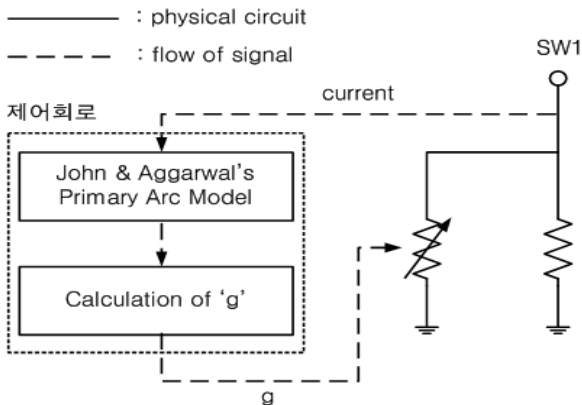 : physical circuit
: flow of signal
SW1
current
제어회로
John & Aggarwal's
Primary Arc Model
Calculation of 'g'
g